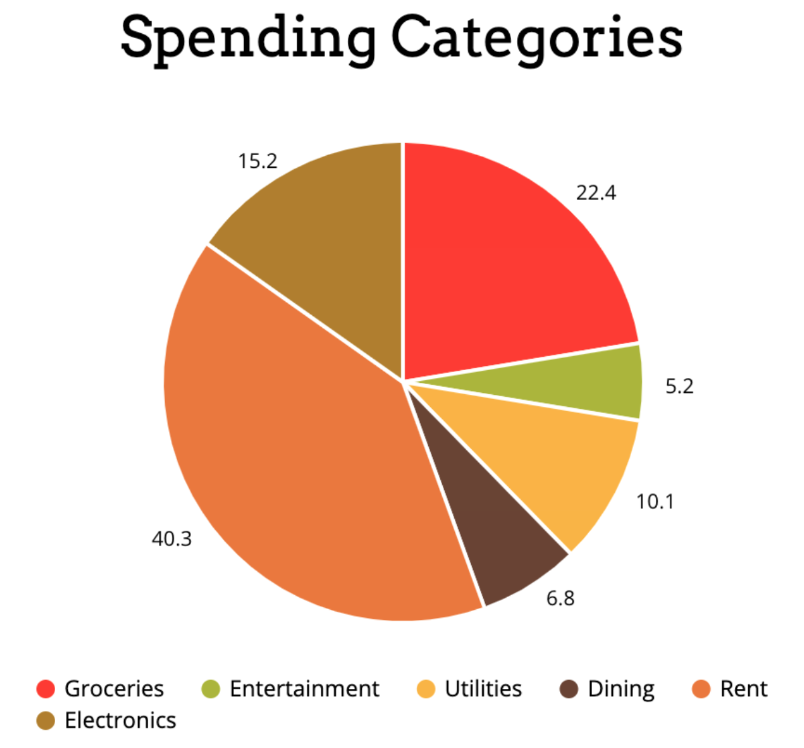 Spending Categories
15.2
22.4
5.2
10.1
40.3
6.8
Groceries Entertainment Utilities Dining Rent
Electronics